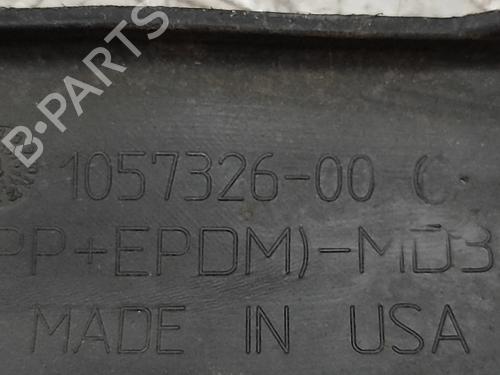 B-PARTS
1057326-00 (
(PP+EPDM)-MD3
MADE IN USA